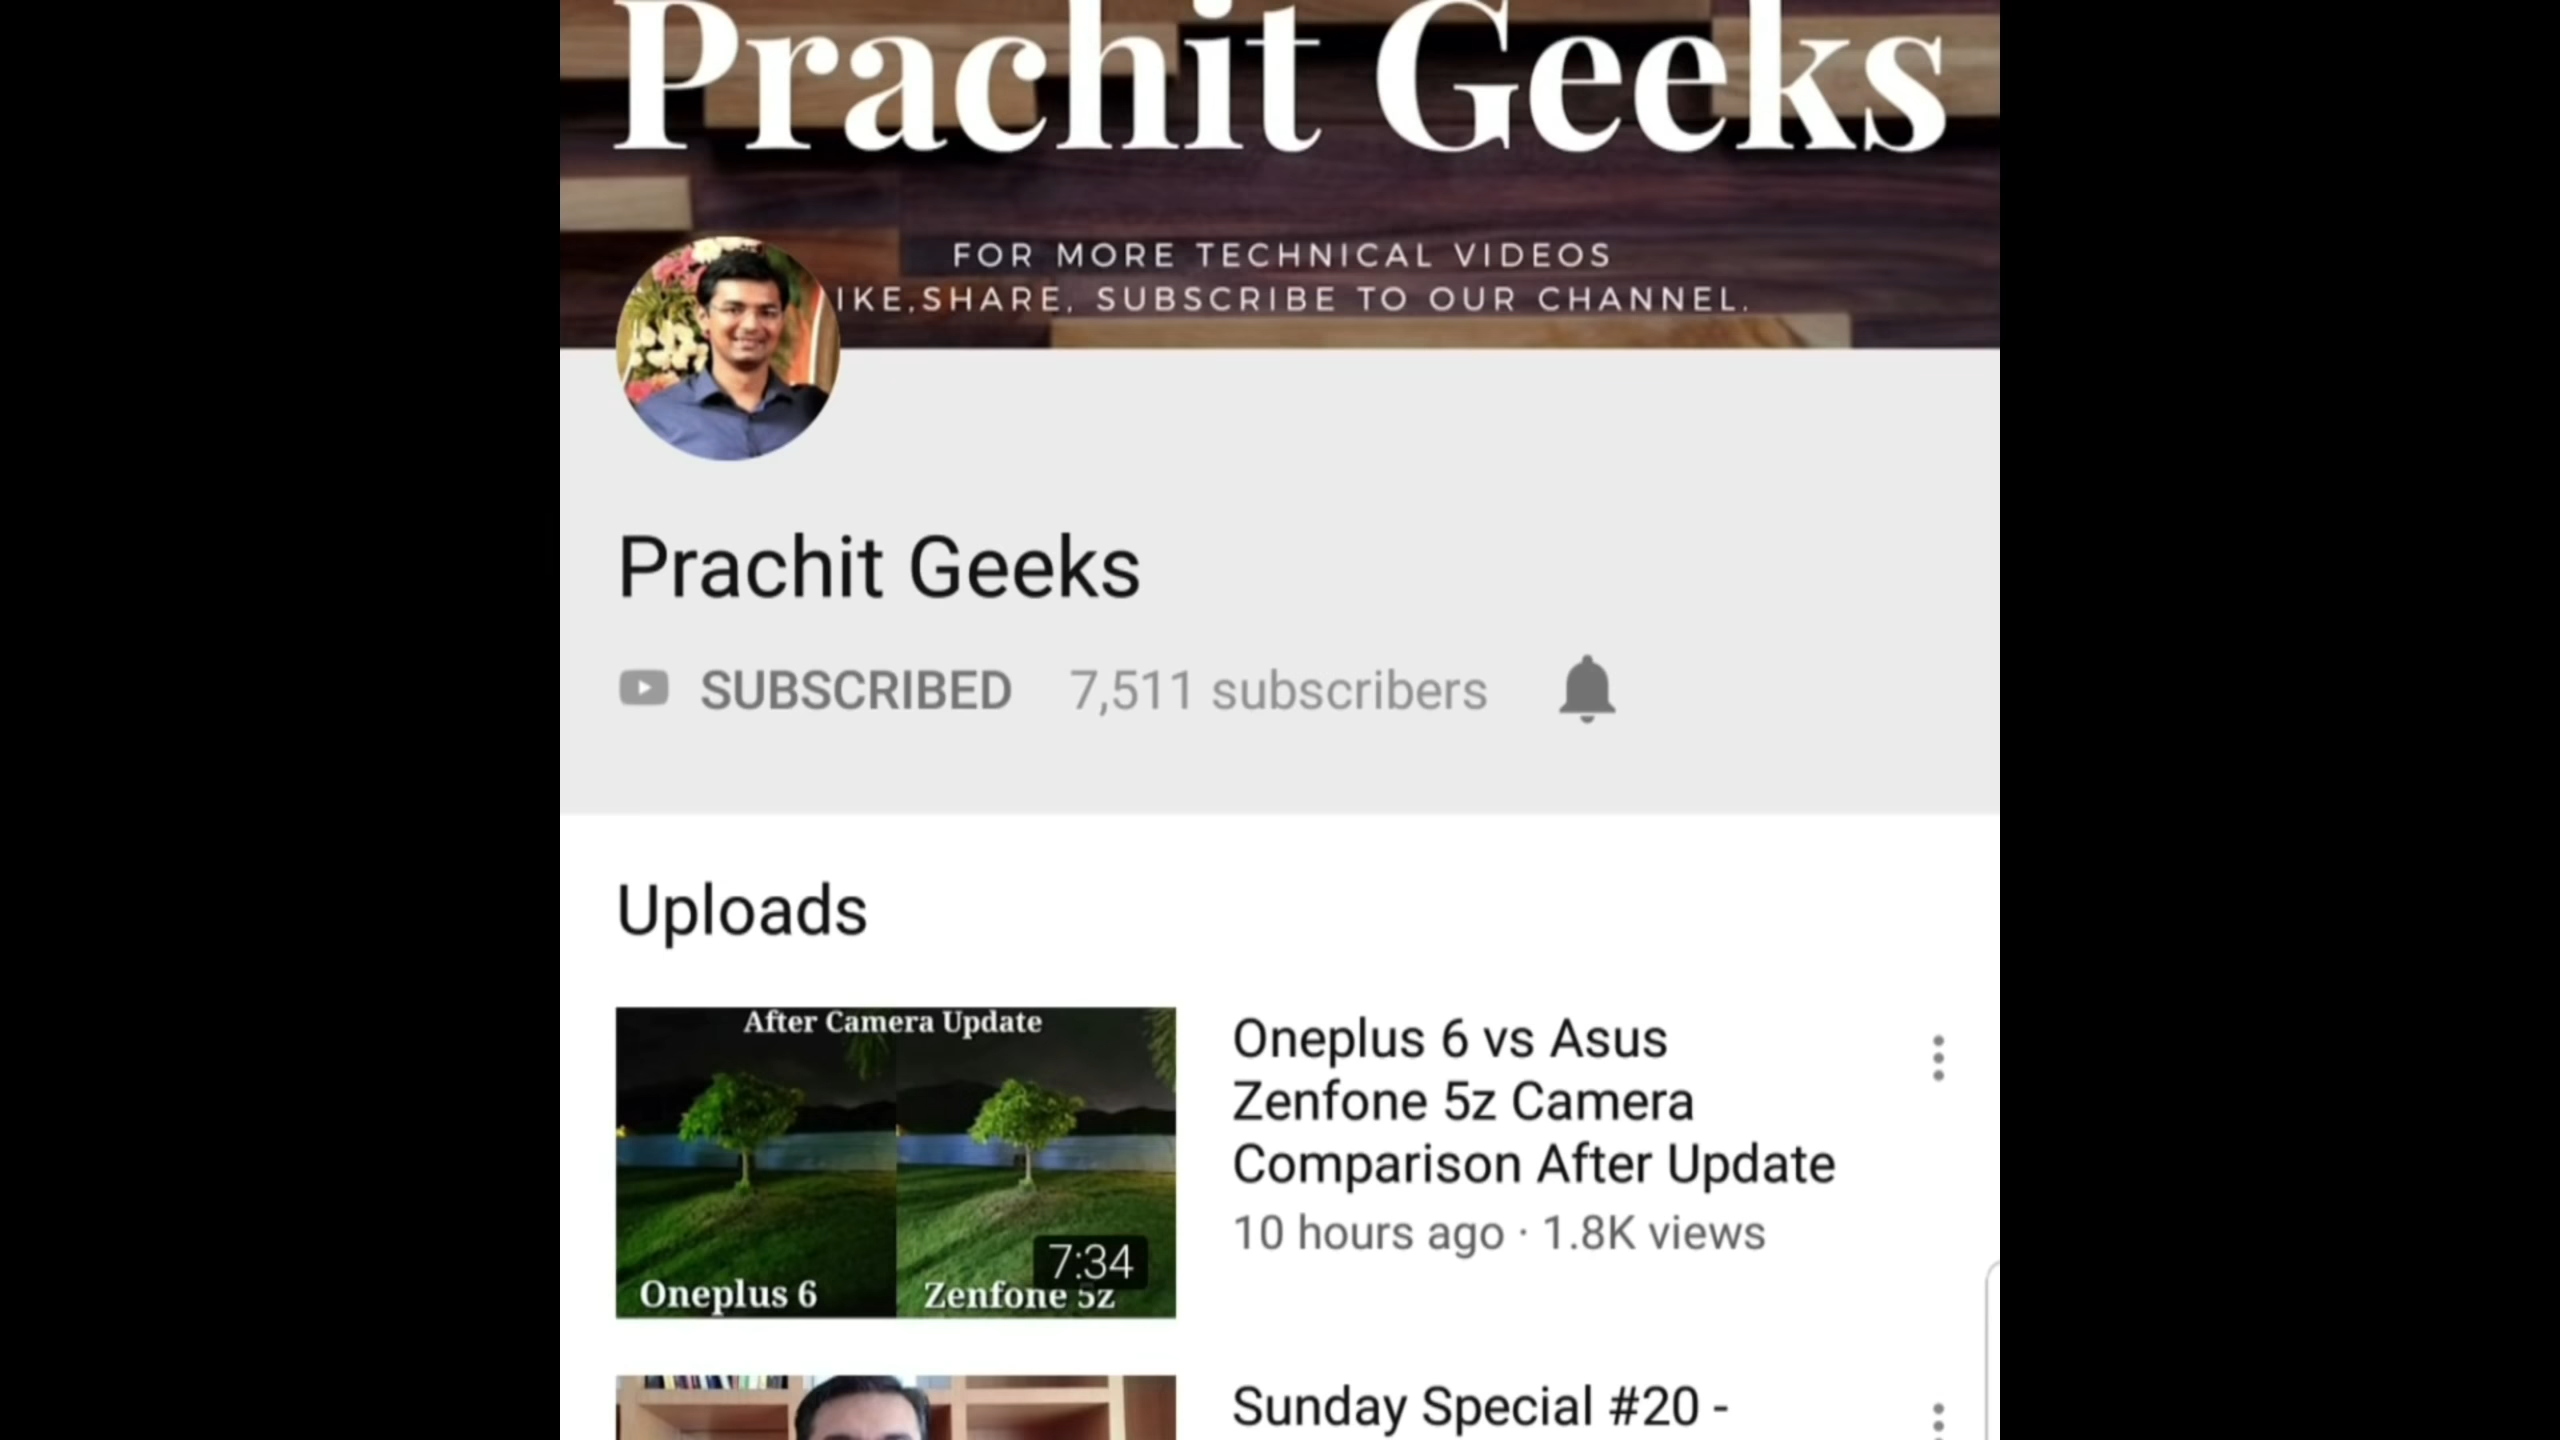 Prachit Geeks
FOR MORE TECHNICAL VIDEOS
IKE,SHARE, SUBSCRIBE TO OUR CHANNEL.
Prachit Geeks
SUBSCRIBED 7,511 subscribers
Uploads
After Camera Update
Oneplus 6
Zenfone 5z
7:34
Oneplus 6 vs Asus
Zenfone 5z Camera
Comparison After Update
10 hours ago · 1.8K views
Sunday Special #20 -